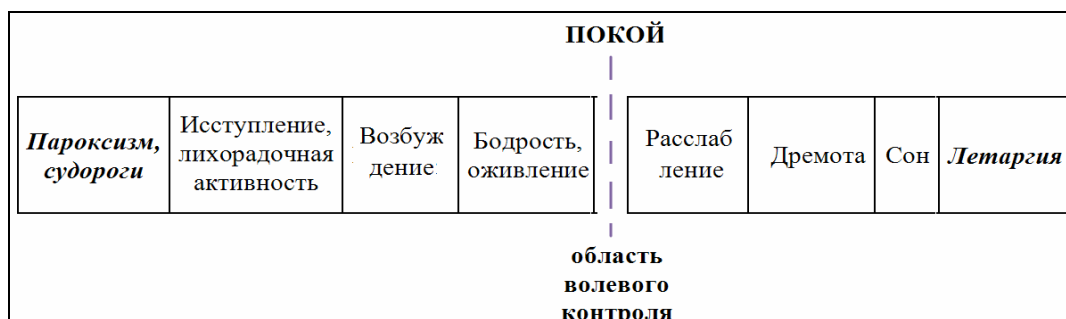 ПОКОЙ
Пароксизм,
судороги
Исступление,
лихорадочная
активность
Возбуж
дение
Бодрость,
оживление
Расслаб
ление
Дремота
Сон
Летаргия
область
волевого
контроля